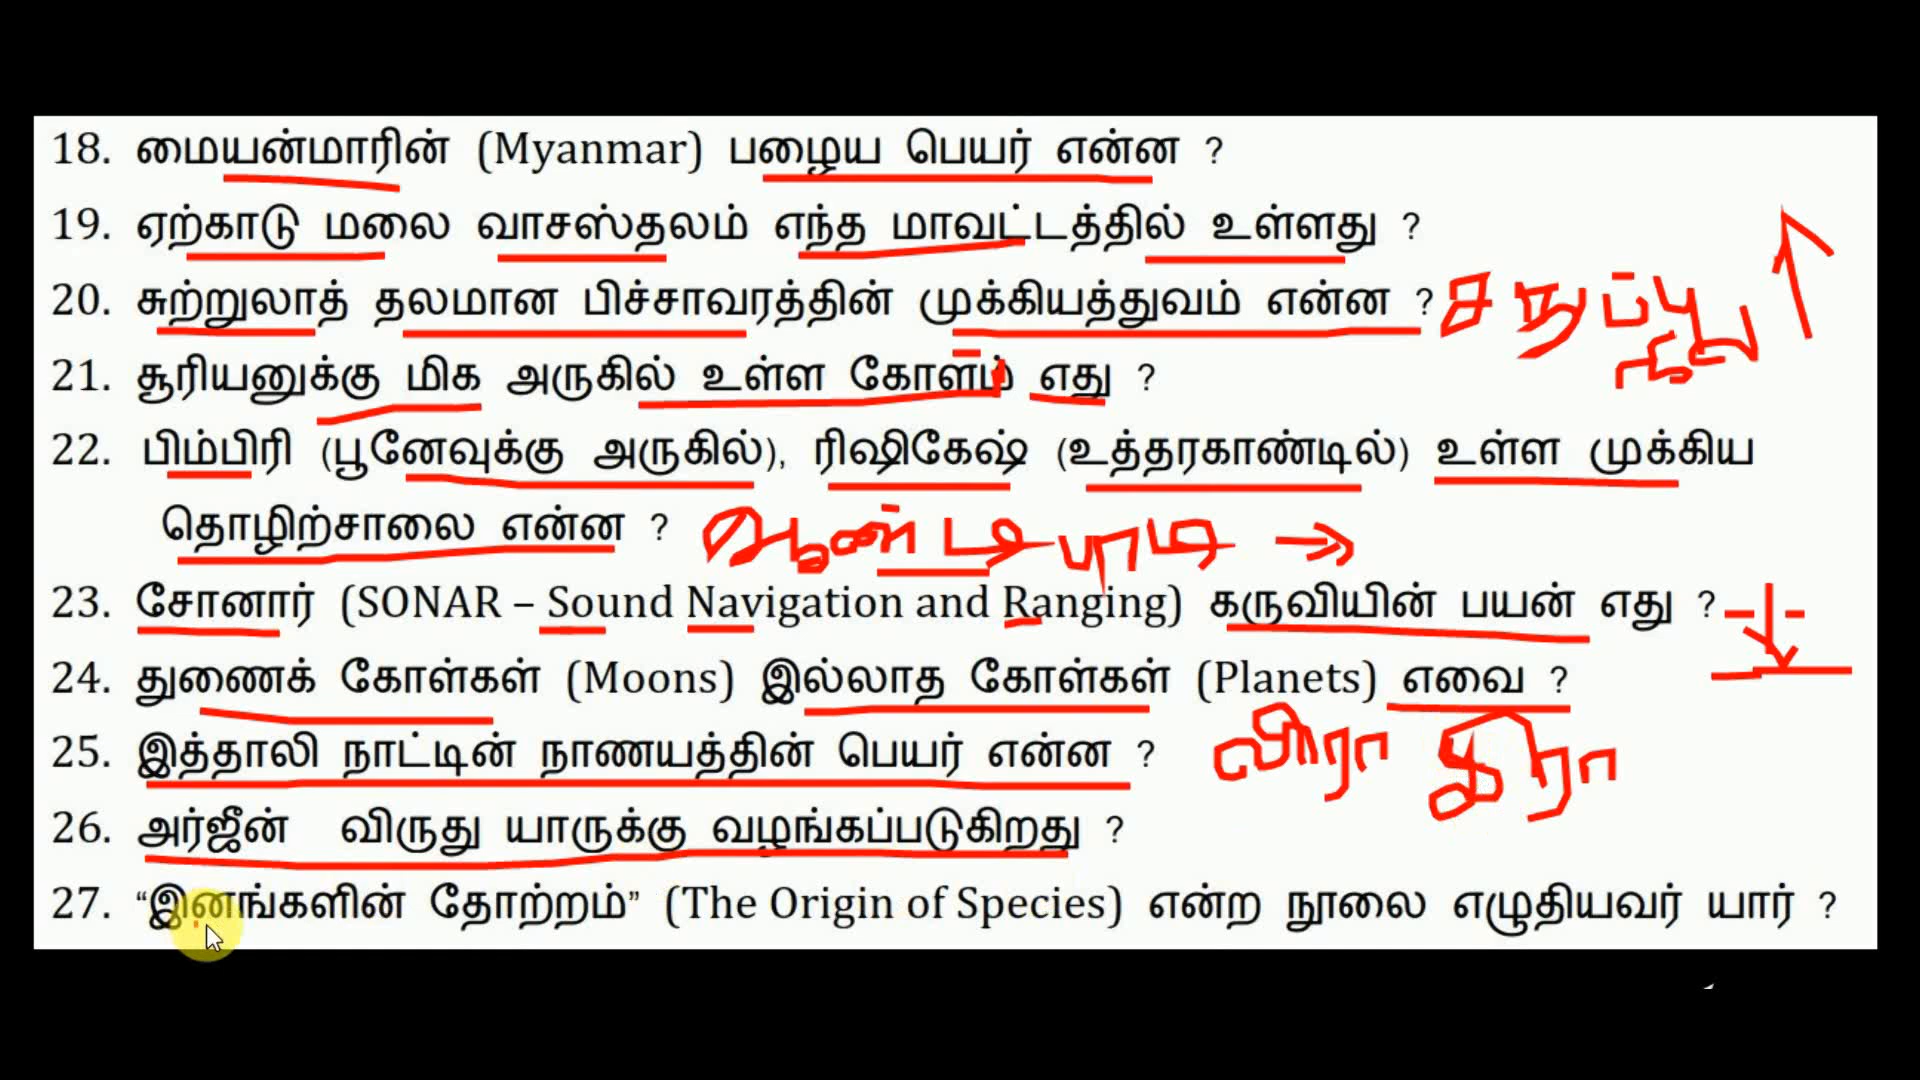 18. மையன்மாரின் (Myanmar) பழைய பெயர் என்ன ?
19. ஏற்காடு மலை வாசஸ்தலம் எந்த மாவட்டத்தில் உள்ளது ?
20. சுற்றுலாத் தலமான பிச்சாவரத்தின் முக்கியத்துவம் என்ன ?
21. சூரியனுக்கு மிக அருகில் உள்ள கோளம் எது ?
22. பிம்பிரி (பூனேவுக்கு அருகில்), ரிஷிகேஷ் (உத்தரகாண்டில்) உள்ள முக்கிய
தொழிற்சாலை என்ன ?
23. சோனார் (SONAR – Sound Navigation and Ranging) கருவியின் பயன் எது ?
24. துணைக் கோள்கள் (Moons) இல்லாத கோள்கள் (Planets) எவை ?
25. இத்தாலி நாட்டின் நாணயத்தின் பெயர் என்ன ?
26. அர்ஜீன் விருது யாருக்கு வழங்கப்படுகிறது ?
27. “இனங்களின் தோற்றம்” (The Origin of Species) என்ற நூலை எழுதியவர் யார் ?